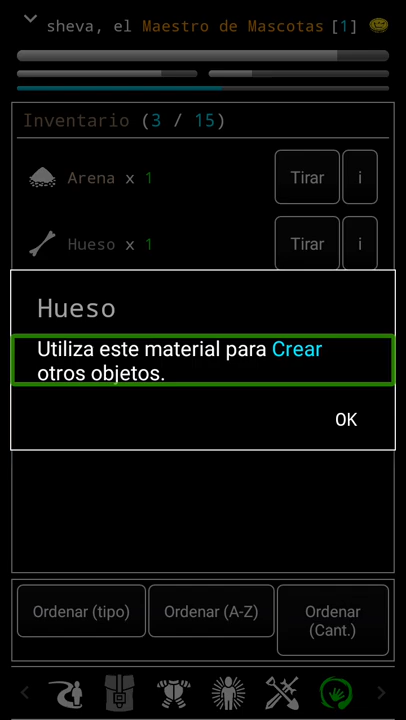 sheva, el Maestro de Mascotas [1]
Inventario (3 / 15)
Arena x 1
Tirar
i
Hueso x 1
Tirar
i
Hueso
Utiliza este material para Crear
otros objetos.
OK
Ordenar (tipo)
Ordenar (A-Z)
Ordenar
(Cant.)